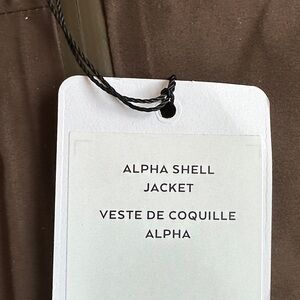 ALPHA SHELL
JACKET
VESTE DE COQUILLE
ALPHA